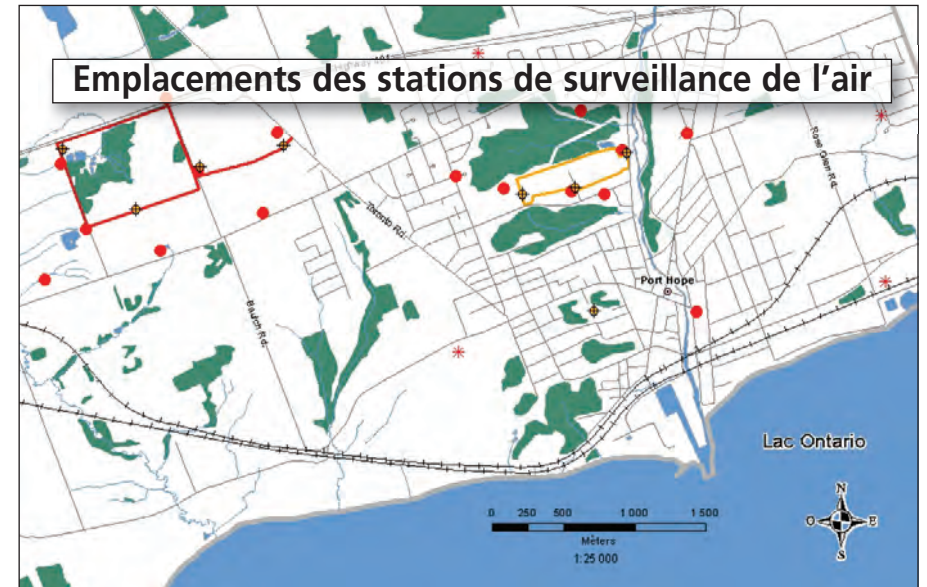 Emplacements des stations de surveillance de l’air
Rose Glen Rd.
Toronto Rd.
Port Hope
Baulch Rd.
Lac Ontario
0 250 500 1 000 1 500
Mèters
1:25 000
N
O E
S